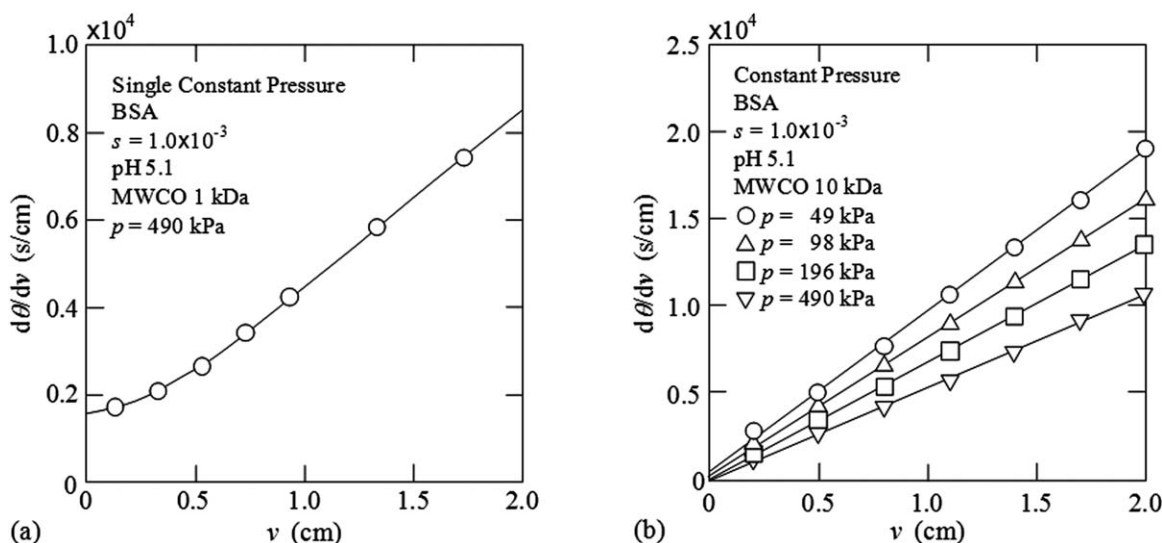 x10⁴
1.0
0.8
0.6
0.4
0.2
0
dθ/dv (s/cm)
Single Constant Pressure
BSA
s = 1.0x10⁻³
pH 5.1
MWCO 1 kDa
p = 490 kPa
0 0.5 1.0 1.5 2.0
(a) v (cm)
x10⁴
2.5
2.0
1.5
1.0
0.5
0
dθ/dv (s/cm)
Constant Pressure
BSA
s = 1.0x10⁻³
pH 5.1
MWCO 10 kDa
p = 49 kPa
p = 98 kPa
p = 196 kPa
p = 490 kPa
0 0.5 1.0 1.5 2.0
(b) v (cm)